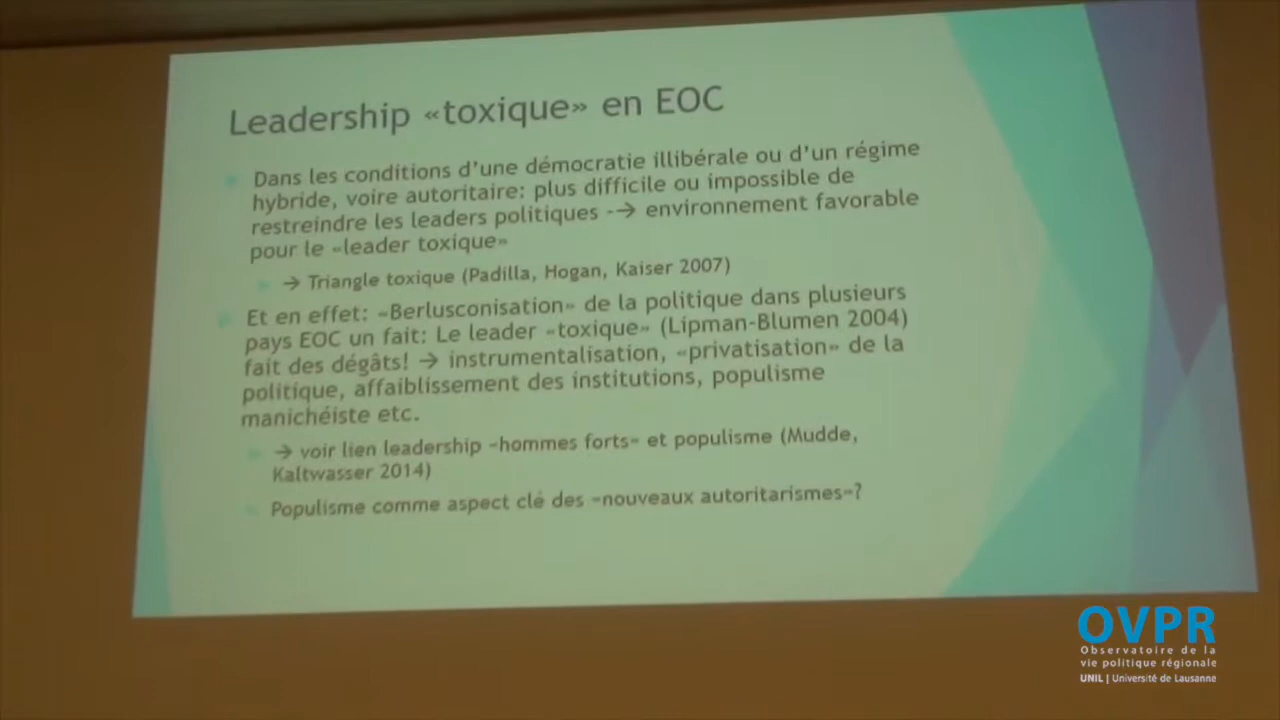 Leadership «toxique» en EOC
Dans les conditions d'une démocratie illibérale ou d'un régime
hybride, voire autoritaire: plus difficile ou impossible de
restreindre les leaders politiques -→ environnement favorable
pour le «leader toxique»
→ Triangle toxique (Padilla, Hogan, Kaiser 2007)
Et en effet: «Berlusconisation» de la politique dans plusieurs
pays EOC un fait: Le leader «toxique» (Lipman-Blumen 2004)
fait des dégâts! → instrumentalisation, «privatisation» de la
politique, affaiblissement des institutions, populisme
manichéiste etc.
→ voir lien leadership «hommes forts» et populisme (Mudde,
Kaltwasser 2014)
Populisme comme aspect clé des «nouveaux autoritarismes»?
OVPR
Observatoire de la
vie politique régionale
UNIL | Université de Lausanne